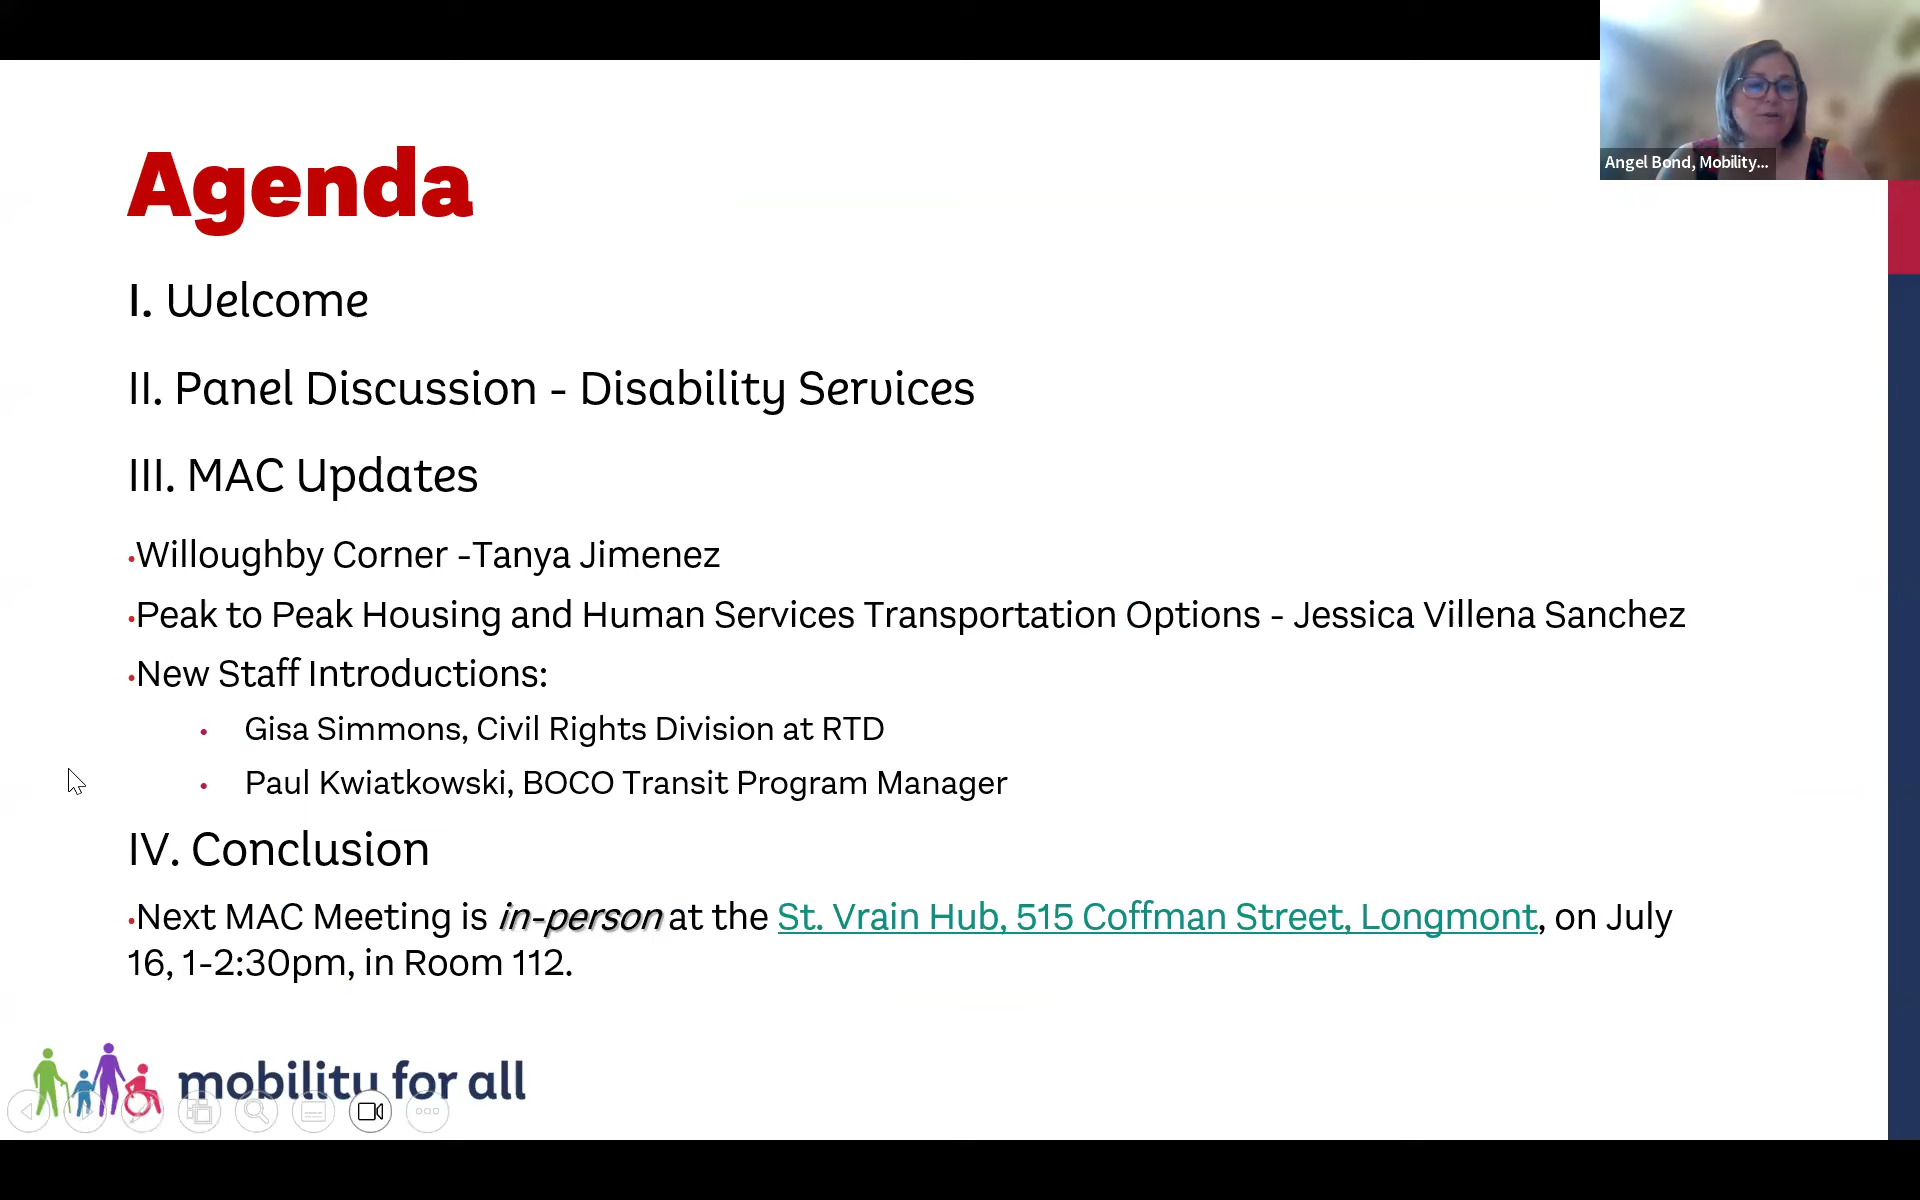 Angel Bond, Mobility...
Agenda
I. Welcome
II. Panel Discussion - Disability Services
III. MAC Updates
•Willoughby Corner -Tanya Jimenez
•Peak to Peak Housing and Human Services Transportation Options - Jessica Villena Sanchez
•New Staff Introductions:
• Gisa Simmons, Civil Rights Division at RTD
• Paul Kwiatkowski, BOCO Transit Program Manager
IV. Conclusion
•Next MAC Meeting is in-person at the St. Vrain Hub, 515 Coffman Street, Longmont, on July
16, 1-2:30pm, in Room 112.
mobility for all